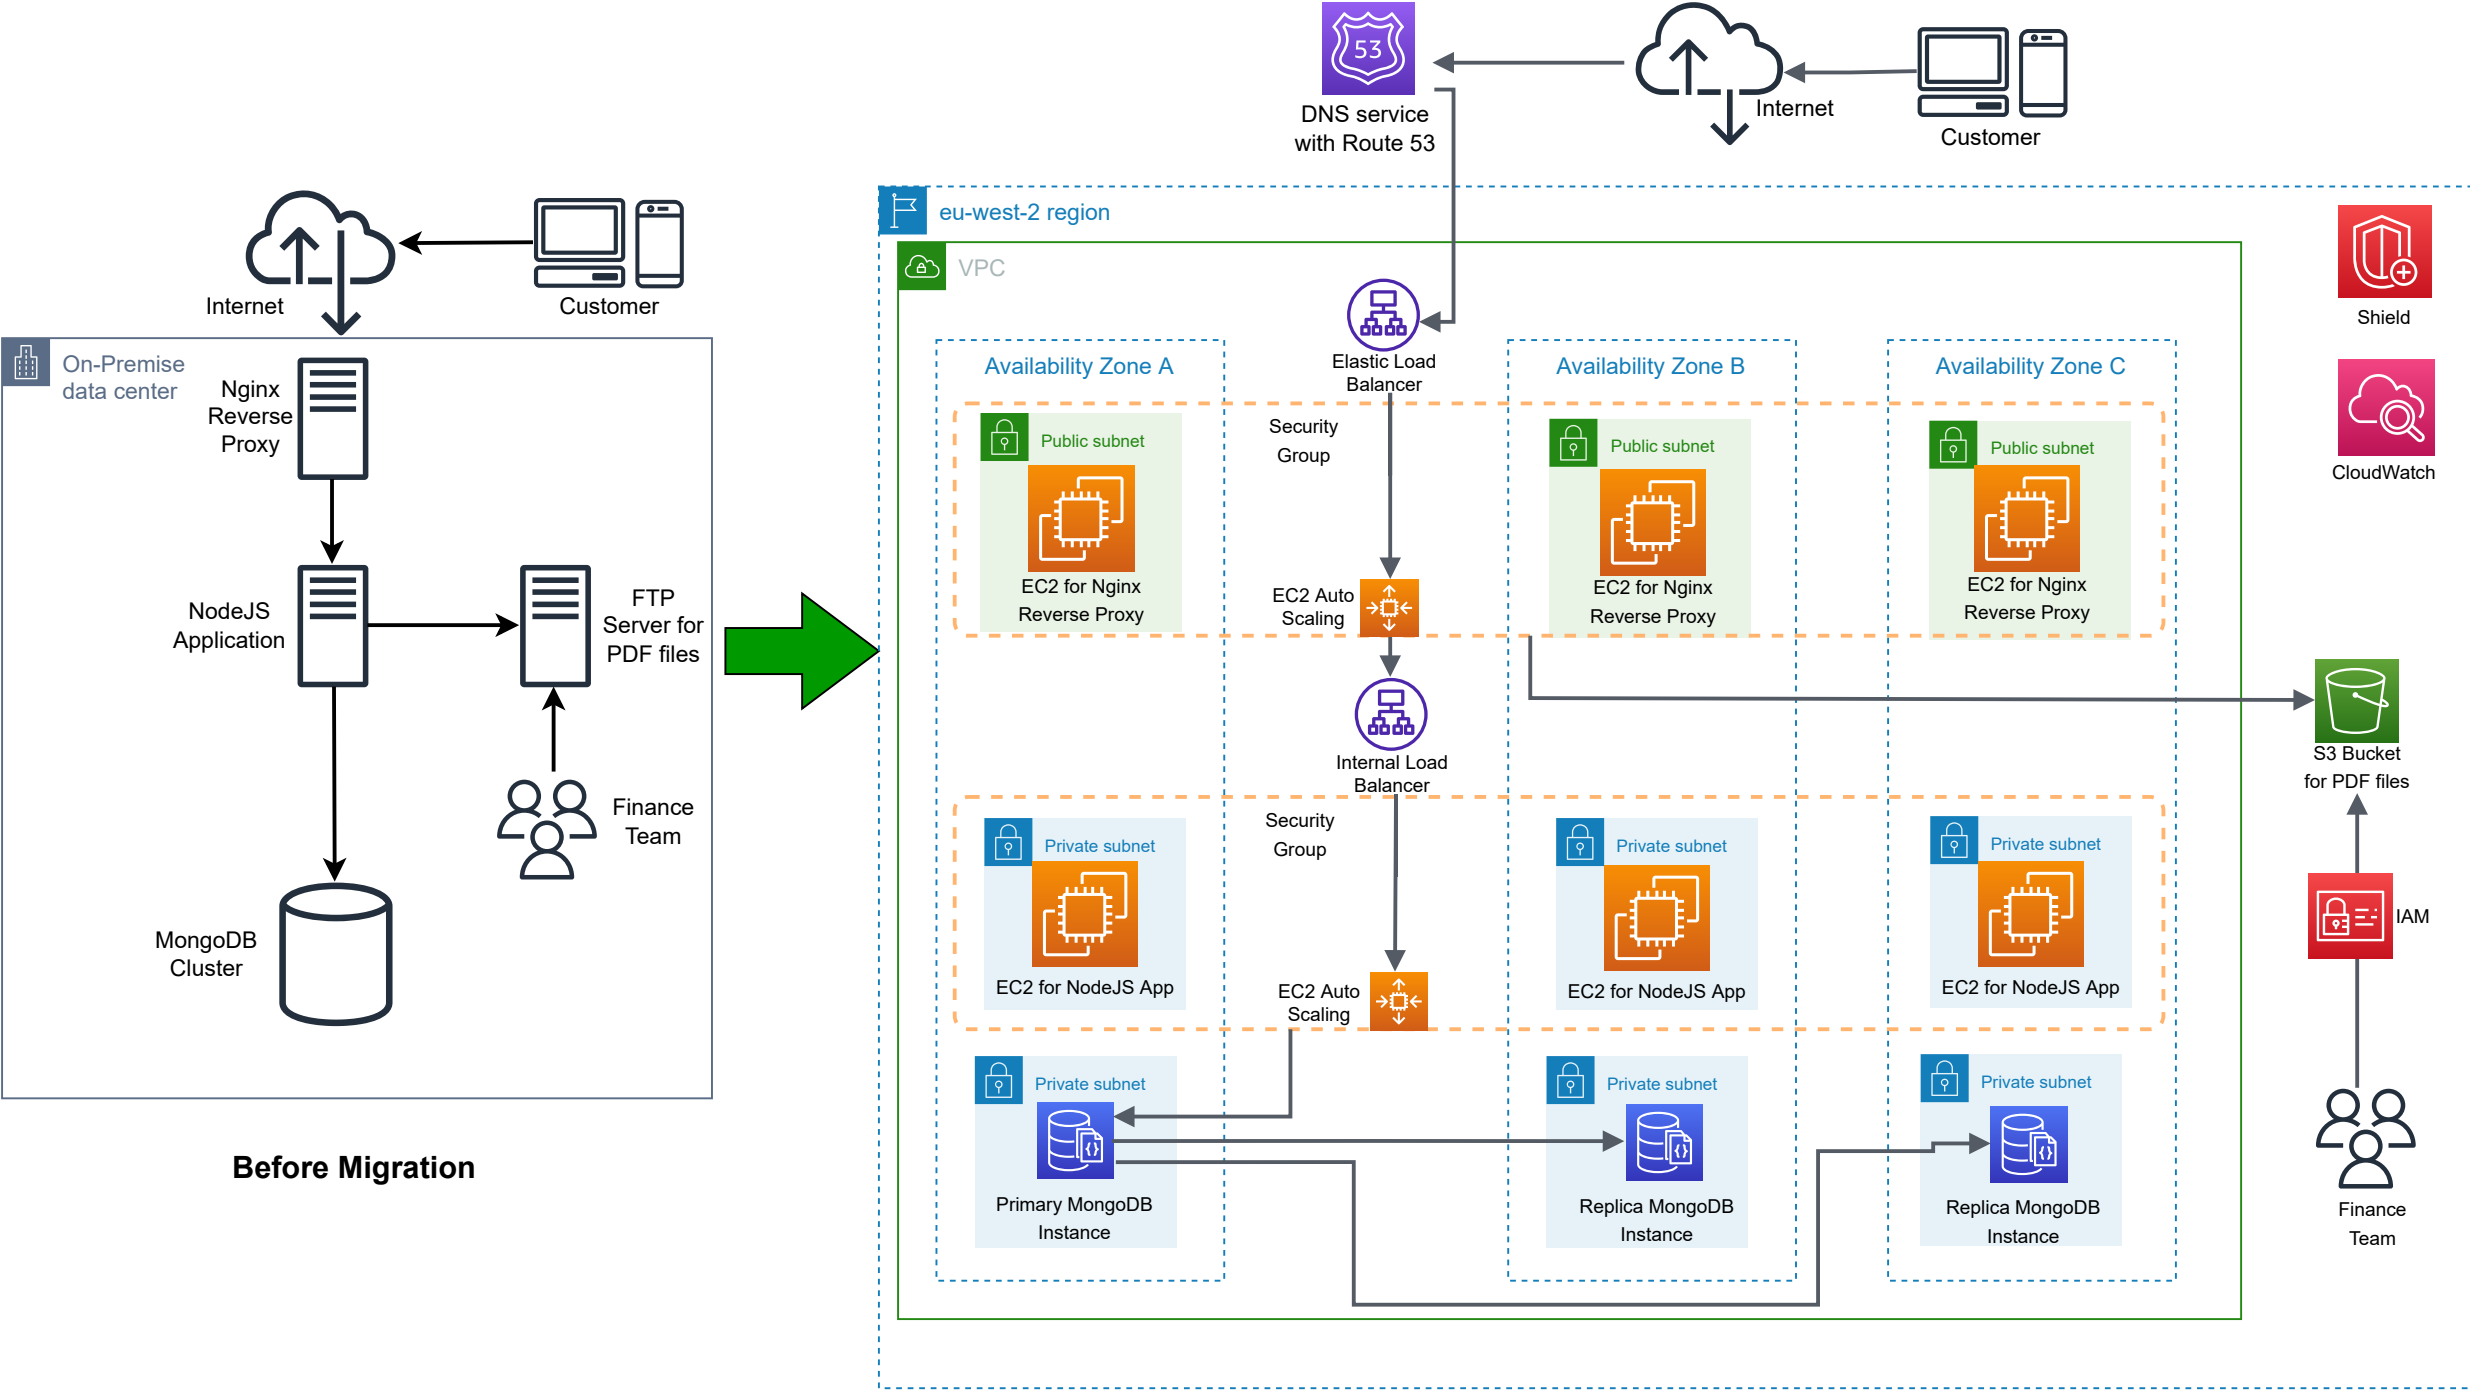 53
DNS service
with Route 53
Internet
Customer
Internet
Customer
On-Premise
data center
Nginx
Reverse
Proxy
NodeJS
Application
FTP
Server for
PDF files
Finance
Team
MongoDB
Cluster
Before Migration
eu-west-2 region
VPC
Elastic Load
Balancer
Availability Zone A
Availability Zone B
Availability Zone C
Security
Group
Public subnet
EC2 for Nginx
Reverse Proxy
EC2 Auto
Scaling
Public subnet
EC2 for Nginx
Reverse Proxy
Public subnet
EC2 for Nginx
Reverse Proxy
Internal Load
Balancer
Security
Group
Private subnet
EC2 for NodeJS App
EC2 Auto
Scaling
Private subnet
EC2 for NodeJS App
Private subnet
EC2 for NodeJS App
Private subnet
{}
Primary MongoDB
Instance
Private subnet
{}
Replica MongoDB
Instance
Private subnet
{}
Replica MongoDB
Instance
Shield
CloudWatch
S3 Bucket
for PDF files
IAM
Finance
Team